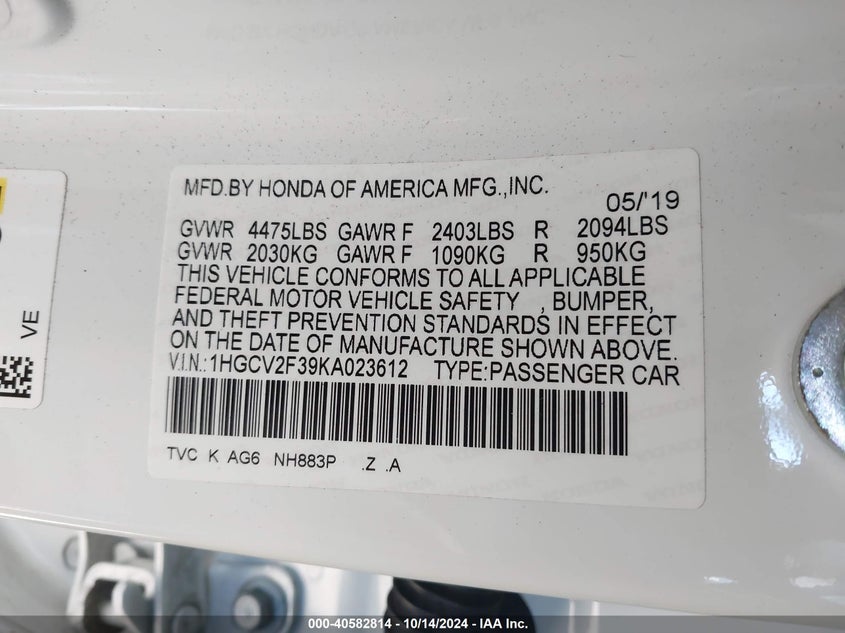 MFD.BY HONDA OF AMERICA MFG.,INC. 05/'19
GVWR 4475LBS GAWR F 2403LBS R 2094LBS
GVWR 2030KG GAWR F 1090KG R 950KG
THIS VEHICLE CONFORMS TO ALL APPLICABLE
FEDERAL MOTOR VEHICLE SAFETY , BUMPER,
AND THEFT PREVENTION STANDARDS IN EFFECT
ON THE DATE OF MANUFACTURE SHOWN ABOVE.
V.I.N.:1HGCV2F39KA023612 TYPE:PASSENGER CAR
TVC K AG6 NH883P .Z .A
VE
000-40582814 - 10/14/2024 - IAA Inc.